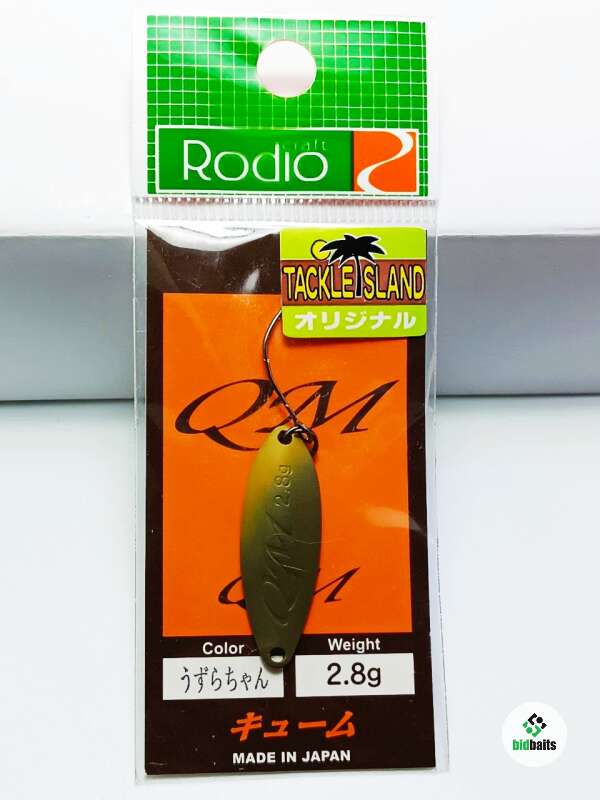 craft
Rodio
TACKLE ISLAND
オリジナル
QM
2.8g
QM
QM
Color
Weight
うずらちゃん
2.8g
キューム
MADE IN JAPAN
bidbaits